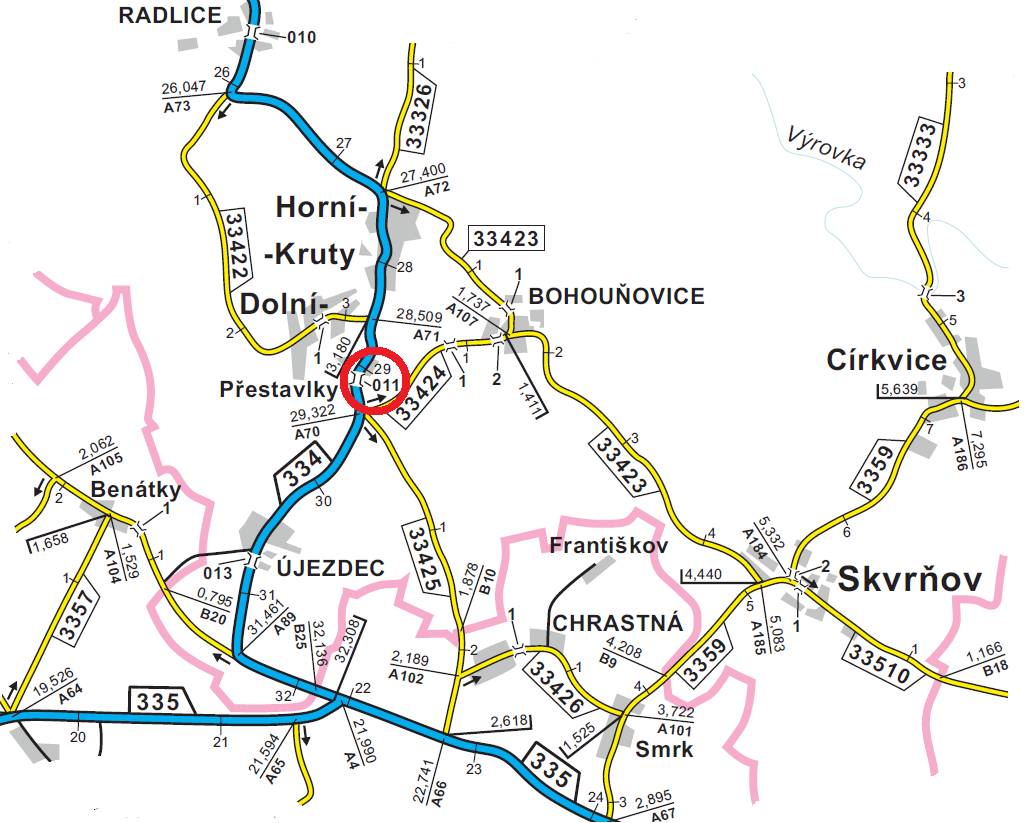 RADLICE
010
26
26,047
A73
1
33326
3
33333
Výrovka
27
27,400
A72
1
33422
Horní-
-Kruty
4
33423
28
1
1
BOHOUŇOVICE
3
Dolní-
3
1,737
A107
28,509
A71
5
2
1
3,180
1
1
2
2
Církvice
29
011
Přestavlky
33424
1,411
5,639
29,322
A70
7
7,295
A186
2,062
A105
334
3
33423
3359
Benátky
2
30
1
1
1,658
1,529
A104
1
33425
Františkov
4
5,332
A184
6
013
ÚJEZDEC
1,878
B10
4,440
2
Skvrňov
1
3357
0,795
B20
31
31,461
A89
B25
32,136
32,308
1
CHRASTNÁ
5
5,083
A185
1
2
4,208
B9
3359
33510
1
1,166
B18
2,189
A102
1
33426
4
19,526
A64
335
32
22
3,722
A101
20
21
21,990
A4
2,618
1,525
Smrk
21,594
A65
22,741
A66
23
335
24
3
2,895
A67